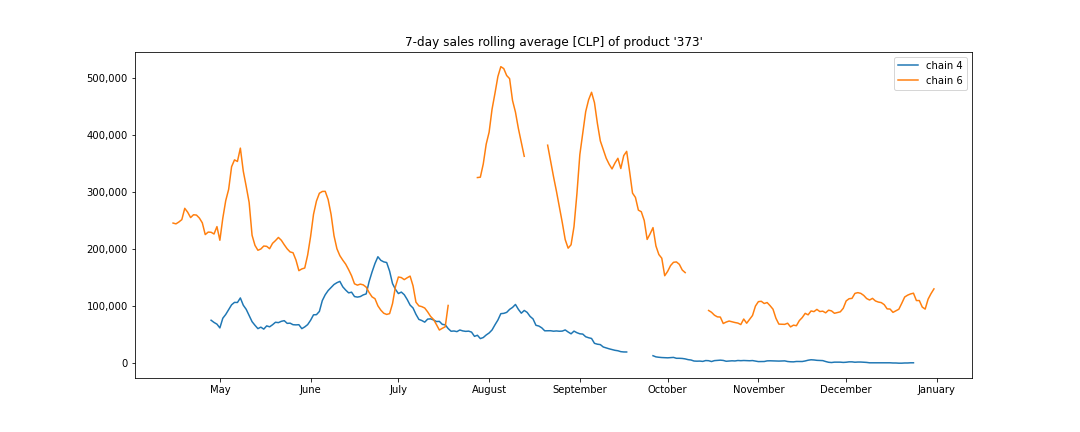 7-day sales rolling average [CLP] of product '373'
chain 4
chain 6
500,000
400,000
300,000
200,000
100,000
0
May June July August September October November December January